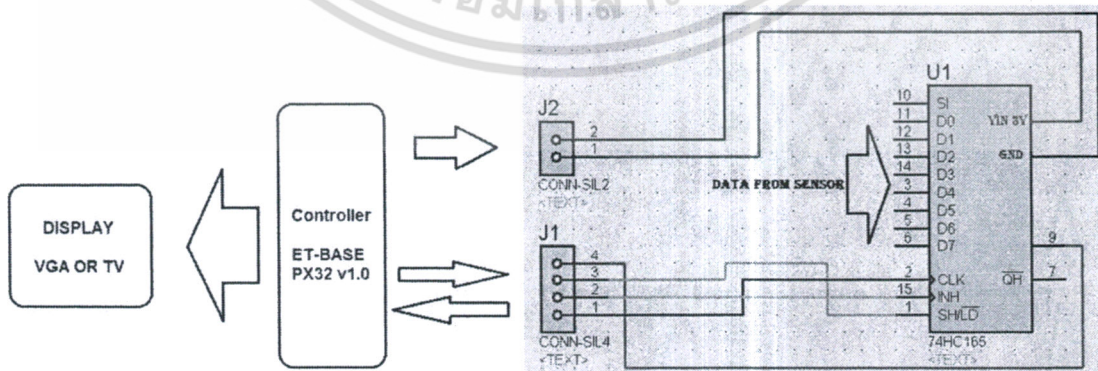 J2
2
1
CONN-SIL2
<TEXT>
J1
4
3
2
1
CONN-SIL4
<TEXT>
DISPLAY
VGA OR TV
Controller
ET-BASE
PX32 v1.0
DATA FROM SENSOR
U1
10 SI
11 D0
12 D1
13 D2
14 D3
3 D4
4 D5
5 D6
6 D7
VIN 3V
GND
9
2 CLK
QH 7
15 INH
1 SH/LD
74HC165
<TEXT>